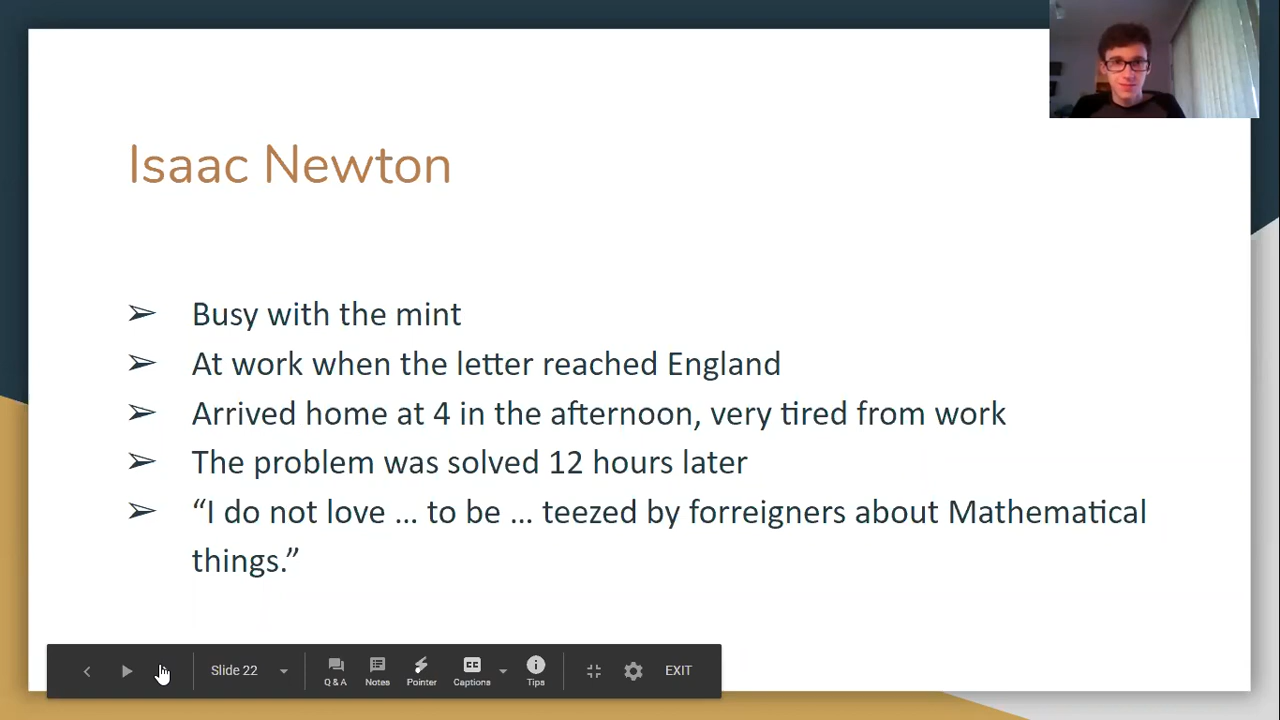 Isaac Newton
➢ Busy with the mint
➢ At work when the letter reached England
➢ Arrived home at 4 in the afternoon, very tired from work
➢ The problem was solved 12 hours later
➢ “I do not love ... to be ... teezed by forreigners about Mathematical
things.”
Slide 22
Q & A
Notes
Pointer
Captions
Tips
EXIT